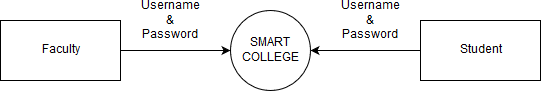 Username
&
Password
Username
&
Password
Faculty
SMART
COLLEGE
Student